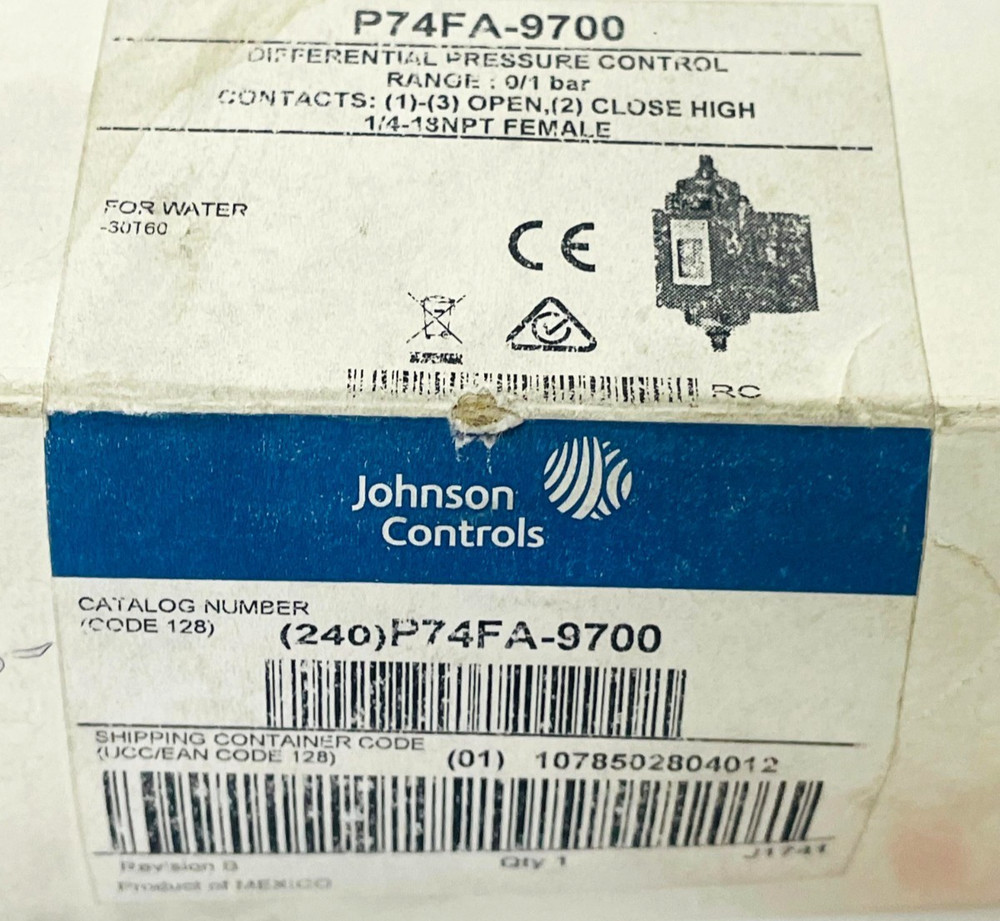 P74FA-9700
DIFFERENTIAL PRESSURE CONTROL
RANGE : 0/1 bar
CONTACTS: (1)-(3) OPEN,(2) CLOSE HIGH
1/4-18NPT FEMALE
FOR WATER
-30T60
CE
RC
Johnson
Controls
CATALOG NUMBER
(CODE 128)
(240)P74FA-9700
SHIPPING CONTAINER CODE
(UCC/EAN CODE 128)
(01) 1078502804012
Revision B
Qty 1
J1741
Product of MEXICO